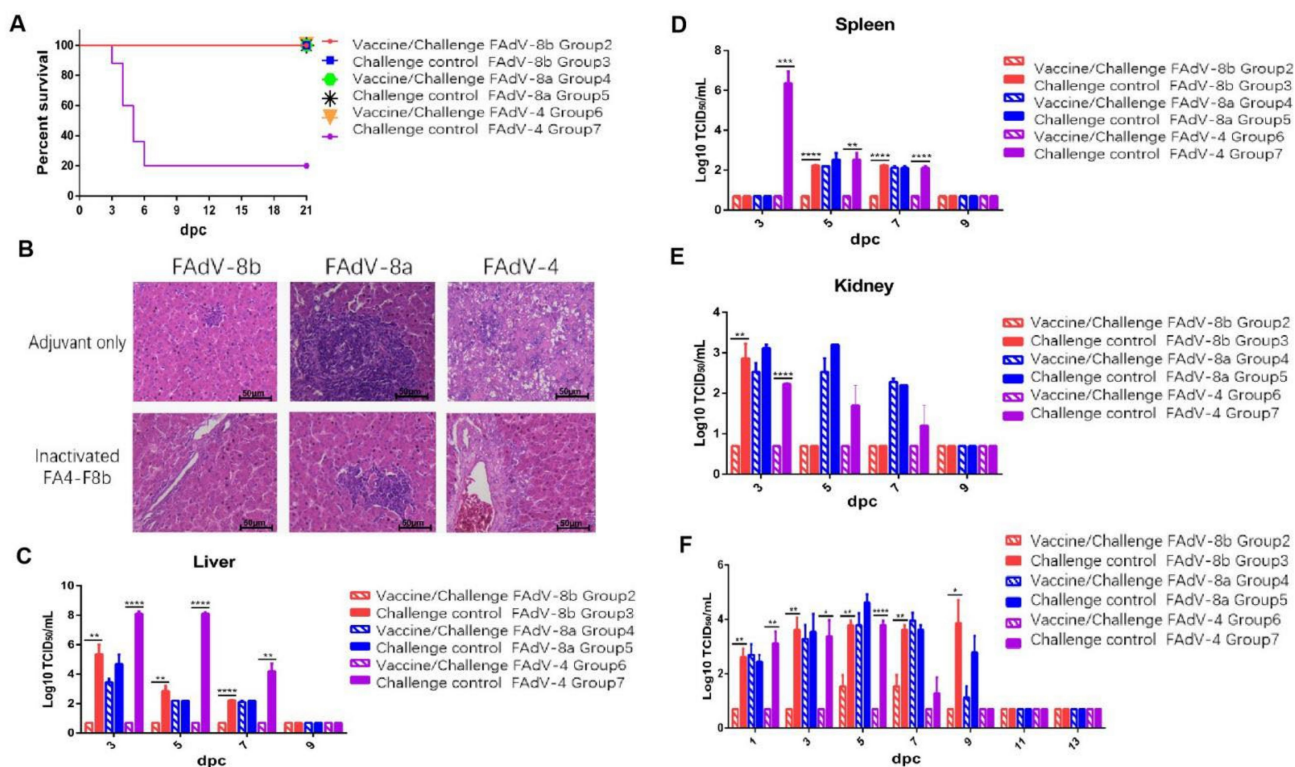 A
Percent survival
100
80
60
40
20
0
0 3 6 9 12 15 18 21
dpc
Vaccine/Challenge FAdV-8b Group2
Challenge control FAdV-8b Group3
Vaccine/Challenge FAdV-8a Group4
Challenge control FAdV-8a Group5
Vaccine/Challenge FAdV-4 Group6
Challenge control FAdV-4 Group7
B
FAdV-8b FAdV-8a FAdV-4
Adjuvant only
50μm 50μm 50μm
Inactivated
FA4-F8b
50μm 50μm 50μm
C
Liver
Log10 TCID₅₀/mL
10
8
6
4
2
0
** **** ** **** **** **
3 5 7 9
dpc
Vaccine/Challenge FAdV-8b Group2
Challenge control FAdV-8b Group3
Vaccine/Challenge FAdV-8a Group4
Challenge control FAdV-8a Group5
Vaccine/Challenge FAdV-4 Group6
Challenge control FAdV-4 Group7
D
Spleen
Log10 TCID₅₀/mL
8
6
4
2
0
*** **** ** **** ****
3 5 7 9
dpc
Vaccine/Challenge FAdV-8b Group2
Challenge control FAdV-8b Group3
Vaccine/Challenge FAdV-8a Group4
Challenge control FAdV-8a Group5
Vaccine/Challenge FAdV-4 Group6
Challenge control FAdV-4 Group7
E
Kidney
Log10 TCID₅₀/mL
4
3
2
1
0
** ****
3 5 7 9
dpc
Vaccine/Challenge FAdV-8b Group2
Challenge control FAdV-8b Group3
Vaccine/Challenge FAdV-8a Group4
Challenge control FAdV-8a Group5
Vaccine/Challenge FAdV-4 Group6
Challenge control FAdV-4 Group7
F
Log10 TCID₅₀/mL
6
4
2
0
** ** ** * ** **** ** *
1 3 5 7 9 11 13
dpc
Vaccine/Challenge FAdV-8b Group2
Challenge control FAdV-8b Group3
Vaccine/Challenge FAdV-8a Group4
Challenge control FAdV-8a Group5
Vaccine/Challenge FAdV-4 Group6
Challenge control FAdV-4 Group7